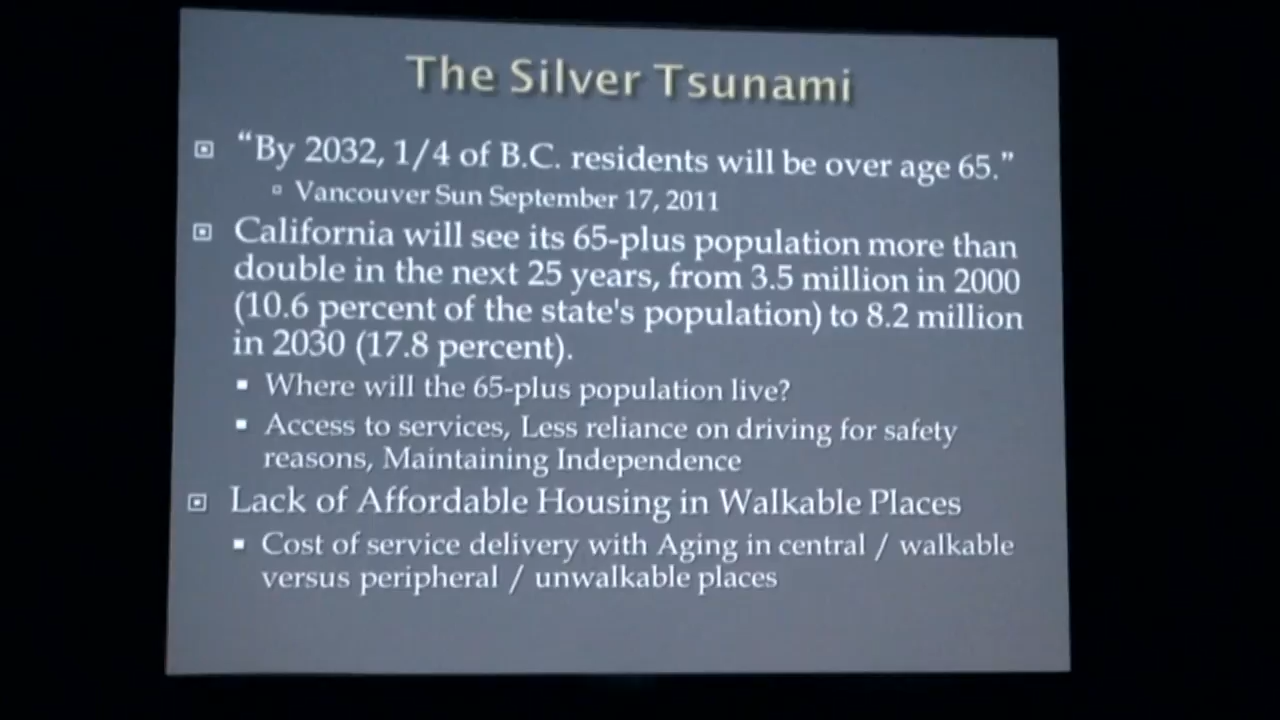 The Silver Tsunami
“By 2032, 1/4 of B.C. residents will be over age 65.”
Vancouver Sun September 17, 2011
California will see its 65-plus population more than
double in the next 25 years, from 3.5 million in 2000
(10.6 percent of the state's population) to 8.2 million
in 2030 (17.8 percent).
Where will the 65-plus population live?
Access to services, Less reliance on driving for safety
reasons, Maintaining Independence
Lack of Affordable Housing in Walkable Places
Cost of service delivery with Aging in central / walkable
versus peripheral / unwalkable places